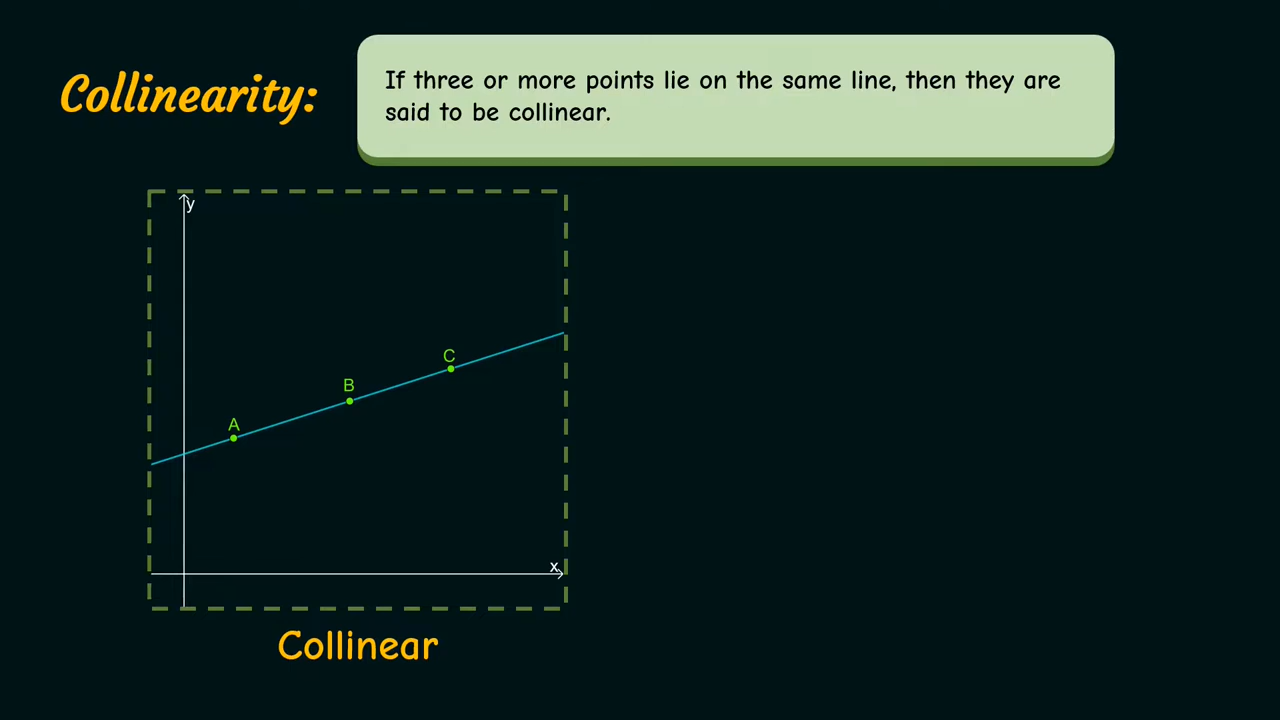 Collinearity:
If three or more points lie on the same line, then they are
said to be collinear.
y
C
B
A
x
Collinear